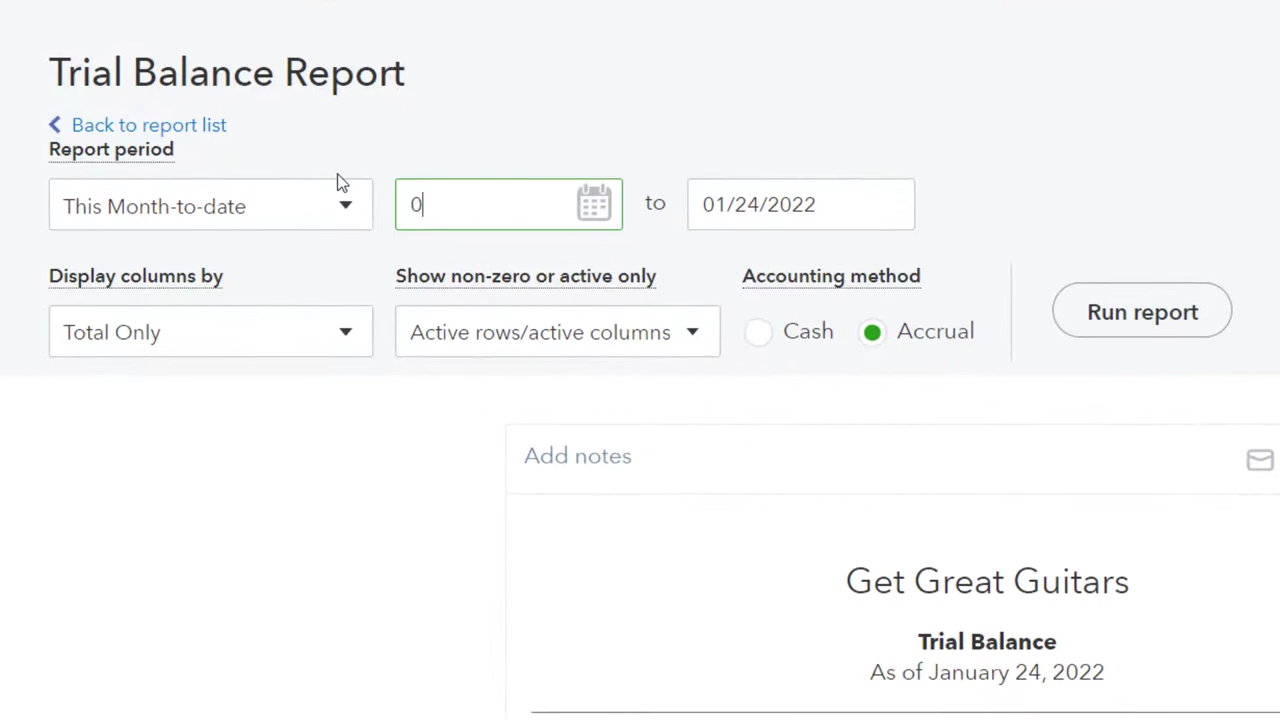 Trial Balance Report
Back to report list
Report period
This Month-to-date 0 to 01/24/2022
Display columns by Show non-zero or active only Accounting method
Total Only Active rows/active columns Cash Accrual Run report
Add notes
Get Great Guitars
Trial Balance
As of January 24, 2022